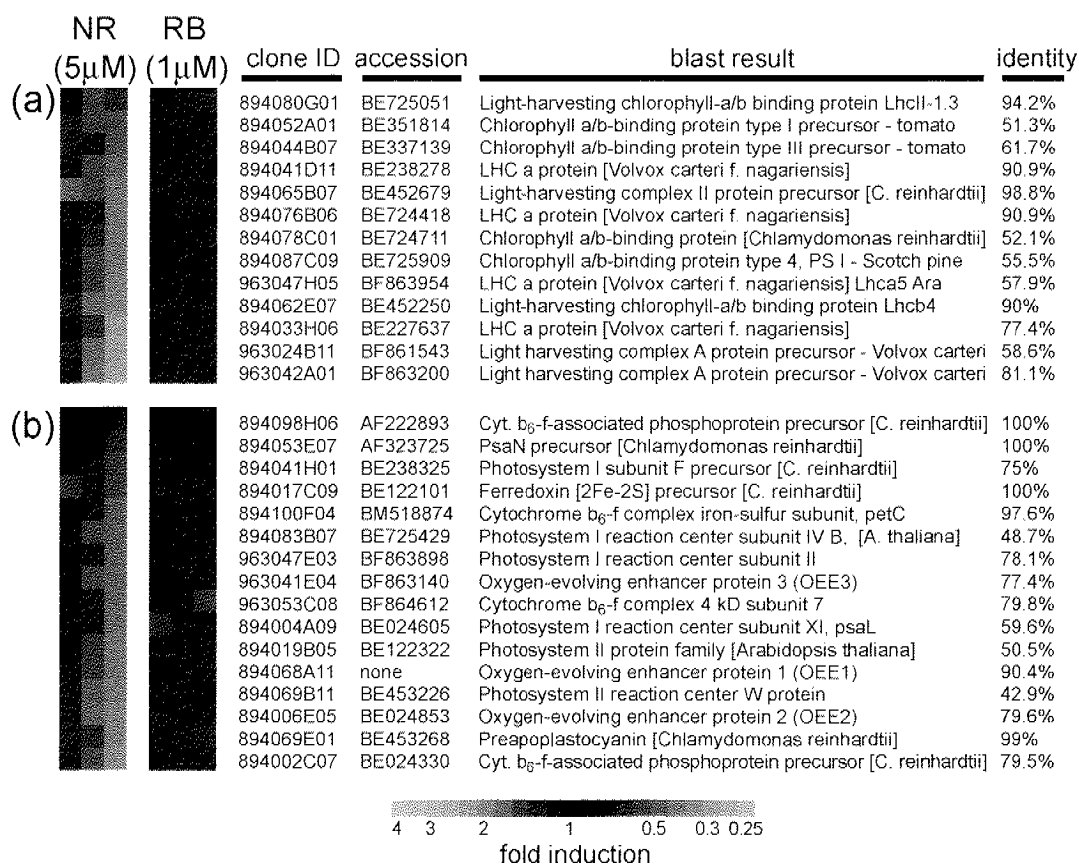 NR RB
(5μM) (1μM) clone ID accession blast result identity
(a)
894080G01 BE725051 Light-harvesting chlorophyll-a/b binding protein LhcII-1.3 94.2%
894052A01 BE351814 Chlorophyll a/b-binding protein type I precursor - tomato 51.3%
894044B07 BE337139 Chlorophyll a/b-binding protein type III precursor - tomato 61.7%
894041D11 BE238278 LHC a protein [Volvox carteri f. nagariensis] 90.9%
894065B07 BE452679 Light-harvesting complex II protein precursor [C. reinhardtii] 98.8%
894076B06 BE724418 LHC a protein [Volvox carteri f. nagariensis] 90.9%
894078C01 BE724711 Chlorophyll a/b-binding protein [Chlamydomonas reinhardtii] 52.1%
894087C09 BE725909 Chlorophyll a/b-binding protein type 4, PS I - Scotch pine 55.5%
963047H05 BF863954 LHC a protein [Volvox carteri f. nagariensis] Lhca5 Ara 57.9%
894062E07 BE452250 Light-harvesting chlorophyll-a/b binding protein Lhcb4 90%
894033H06 BE227637 LHC a protein [Volvox carteri f. nagariensis] 77.4%
963024B11 BF861543 Light harvesting complex A protein precursor - Volvox carteri 58.6%
963042A01 BF863200 Light harvesting complex A protein precursor - Volvox carteri 81.1%
(b)
894098H06 AF222893 Cyt. b6-f-associated phosphoprotein precursor [C. reinhardtii] 100%
894053E07 AF323725 PsaN precursor [Chlamydomonas reinhardtii] 100%
894041H01 BE238325 Photosystem I subunit F precursor [C. reinhardtii] 75%
894017C09 BE122101 Ferredoxin [2Fe-2S] precursor [C. reinhardtii] 100%
894100F04 BM518874 Cytochrome b6-f complex iron-sulfur subunit, petC 97.6%
894083B07 BE725429 Photosystem I reaction center subunit IV B, [A. thaliana] 48.7%
963047E03 BF863898 Photosystem I reaction center subunit II 78.1%
963041E04 BF863140 Oxygen-evolving enhancer protein 3 (OEE3) 77.4%
963053C08 BF864612 Cytochrome b6-f complex 4 kD subunit 7 79.8%
894004A09 BE024605 Photosystem I reaction center subunit XI, psaL 59.6%
894019B05 BE122322 Photosystem II protein family [Arabidopsis thaliana] 50.5%
894068A11 none Oxygen-evolving enhancer protein 1 (OEE1) 90.4%
894069B11 BE453226 Photosystem II reaction center W protein 42.9%
894006E05 BE024853 Oxygen-evolving enhancer protein 2 (OEE2) 79.6%
894069E01 BE453268 Preapoplastocyanin [Chlamydomonas reinhardtii] 99%
894002C07 BE024330 Cyt. b6-f-associated phosphoprotein precursor [C. reinhardtii] 79.5%
4 3 2 1 0.5 0.3 0.25
fold induction